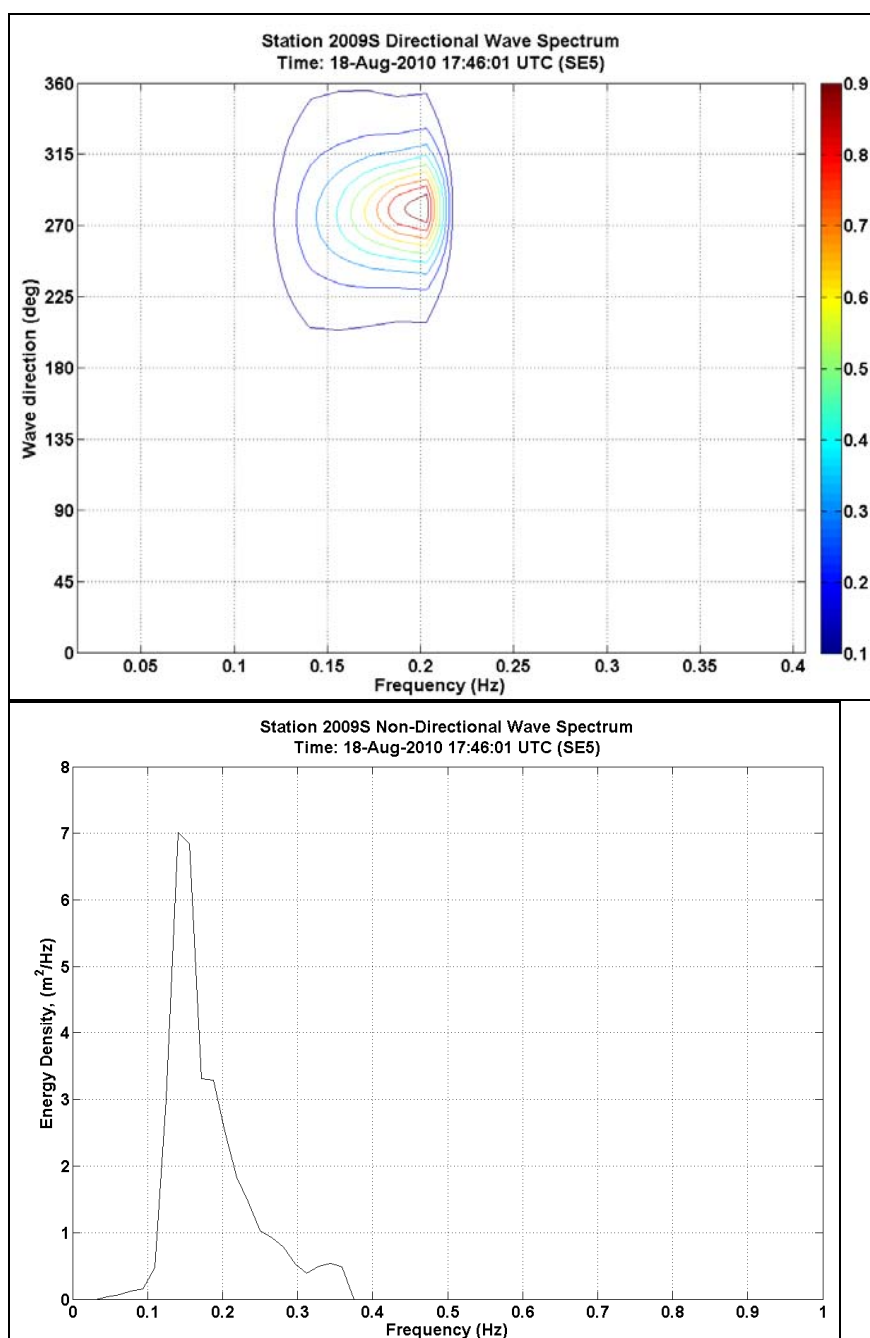 Station 2009S Directional Wave Spectrum
Time: 18-Aug-2010 17:46:01 UTC (SE5)
Wave direction (deg)
360
315
270
225
180
135
90
45
0
0.05 0.1 0.15 0.2 0.25 0.3 0.35 0.4
Frequency (Hz)
0.9
0.8
0.7
0.6
0.5
0.4
0.3
0.2
0.1
Station 2009S Non-Directional Wave Spectrum
Time: 18-Aug-2010 17:46:01 UTC (SE5)
Energy Density, (m²/Hz)
8
7
6
5
4
3
2
1
0
0 0.1 0.2 0.3 0.4 0.5 0.6 0.7 0.8 0.9 1
Frequency (Hz)